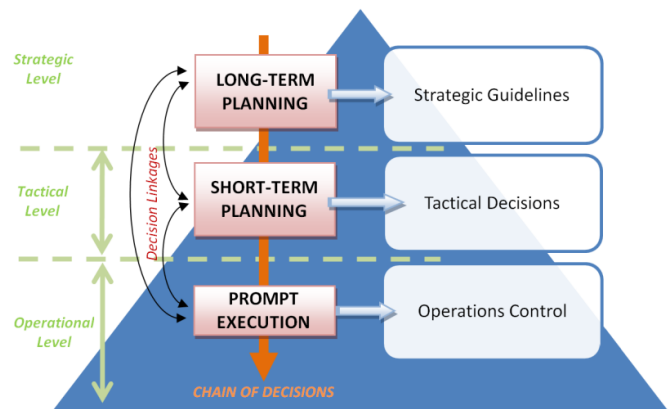 Strategic
Level
LONG-TERM
PLANNING
Strategic Guidelines
Decision Linkages
Tactical
Level
SHORT-TERM
PLANNING
Tactical Decisions
Operational
Level
PROMPT
EXECUTION
Operations Control
CHAIN OF DECISIONS